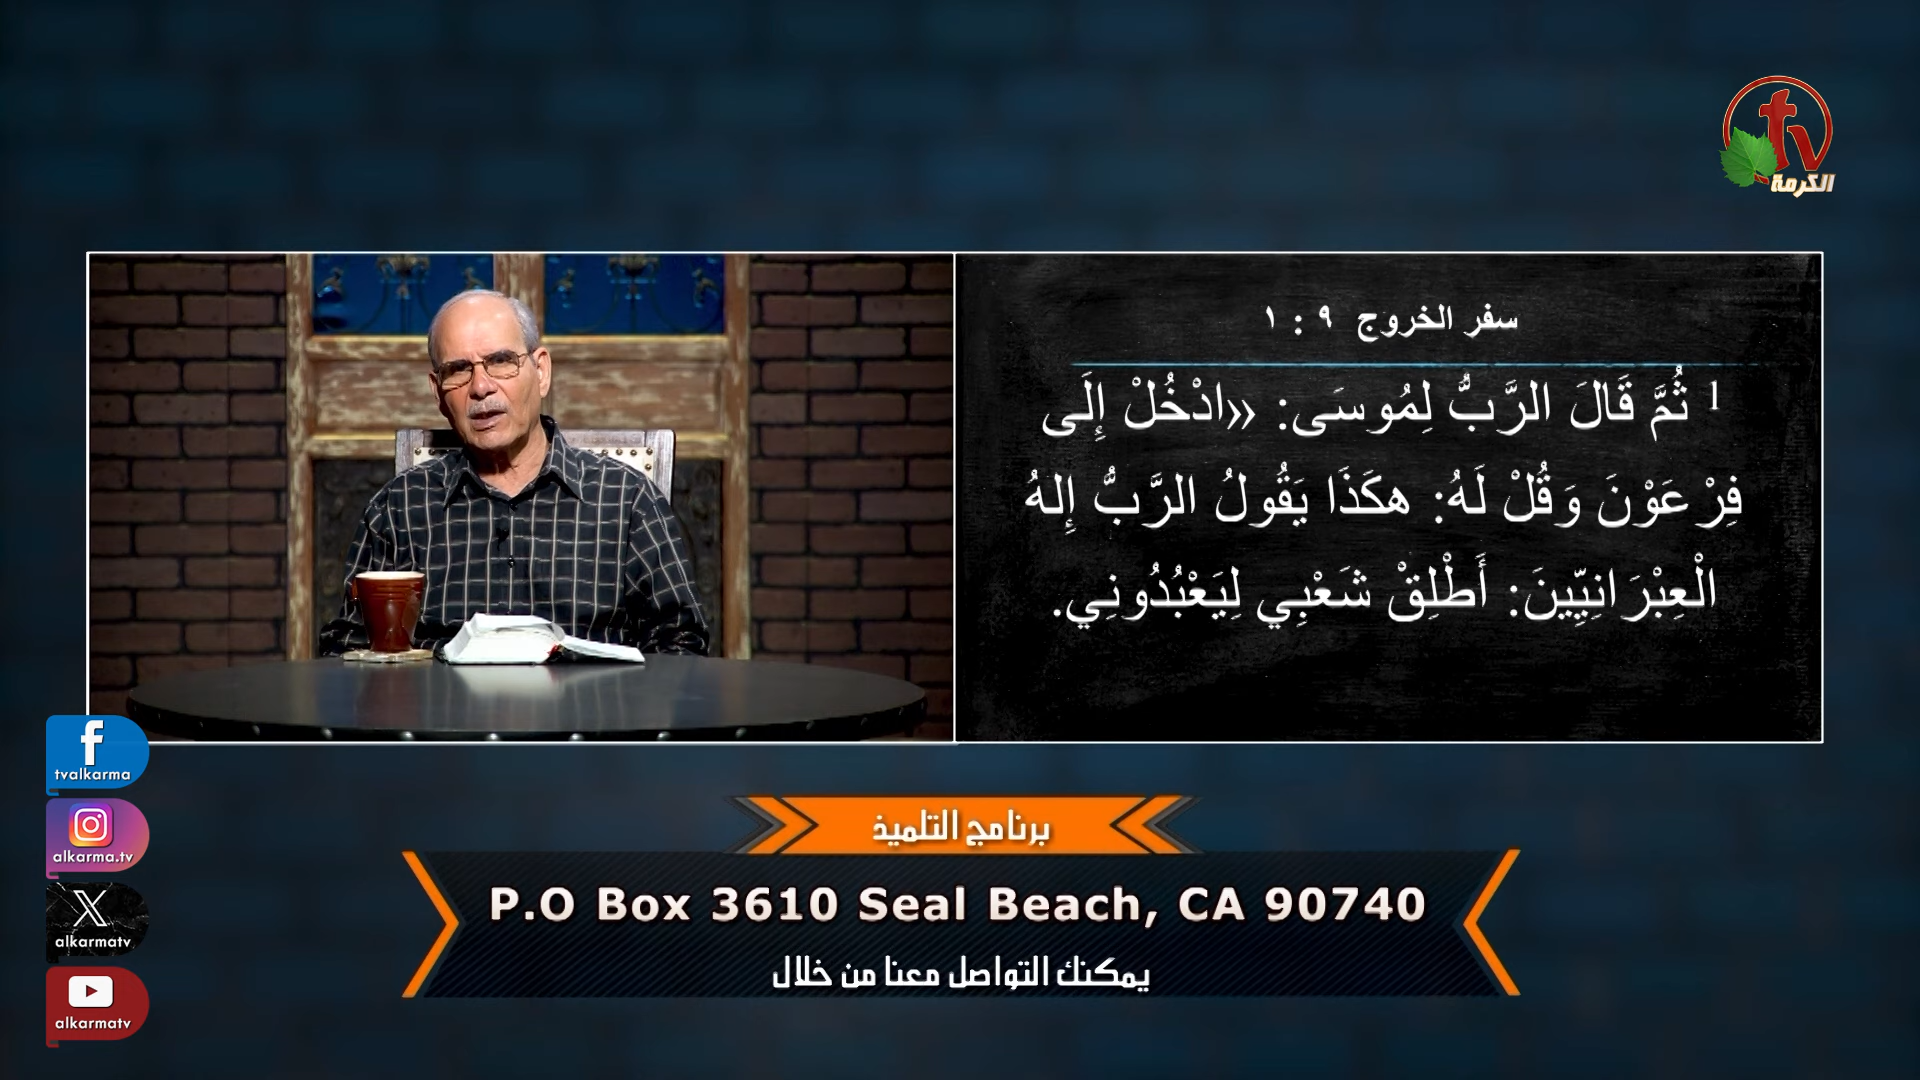 tv
الكرمة
سفر الخروج ٩ : ١
1 ثُمَّ قَالَ الرَّبُّ لِمُوسَى: «ادْخُلْ إِلَى
فِرْعَوْنَ وَقُلْ لَهُ: هكَذَا يَقُولُ الرَّبُّ إِلهُ
الْعِبْرَانِيِّينَ: أَطْلِقْ شَعْبِي لِيَعْبُدُونِي.
tvalkarma
alkarma.tv
alkarmatv
alkarmatv
برنامج التلميذ
P.O Box 3610 Seal Beach, CA 90740
يمكنك التواصل معنا من خلال